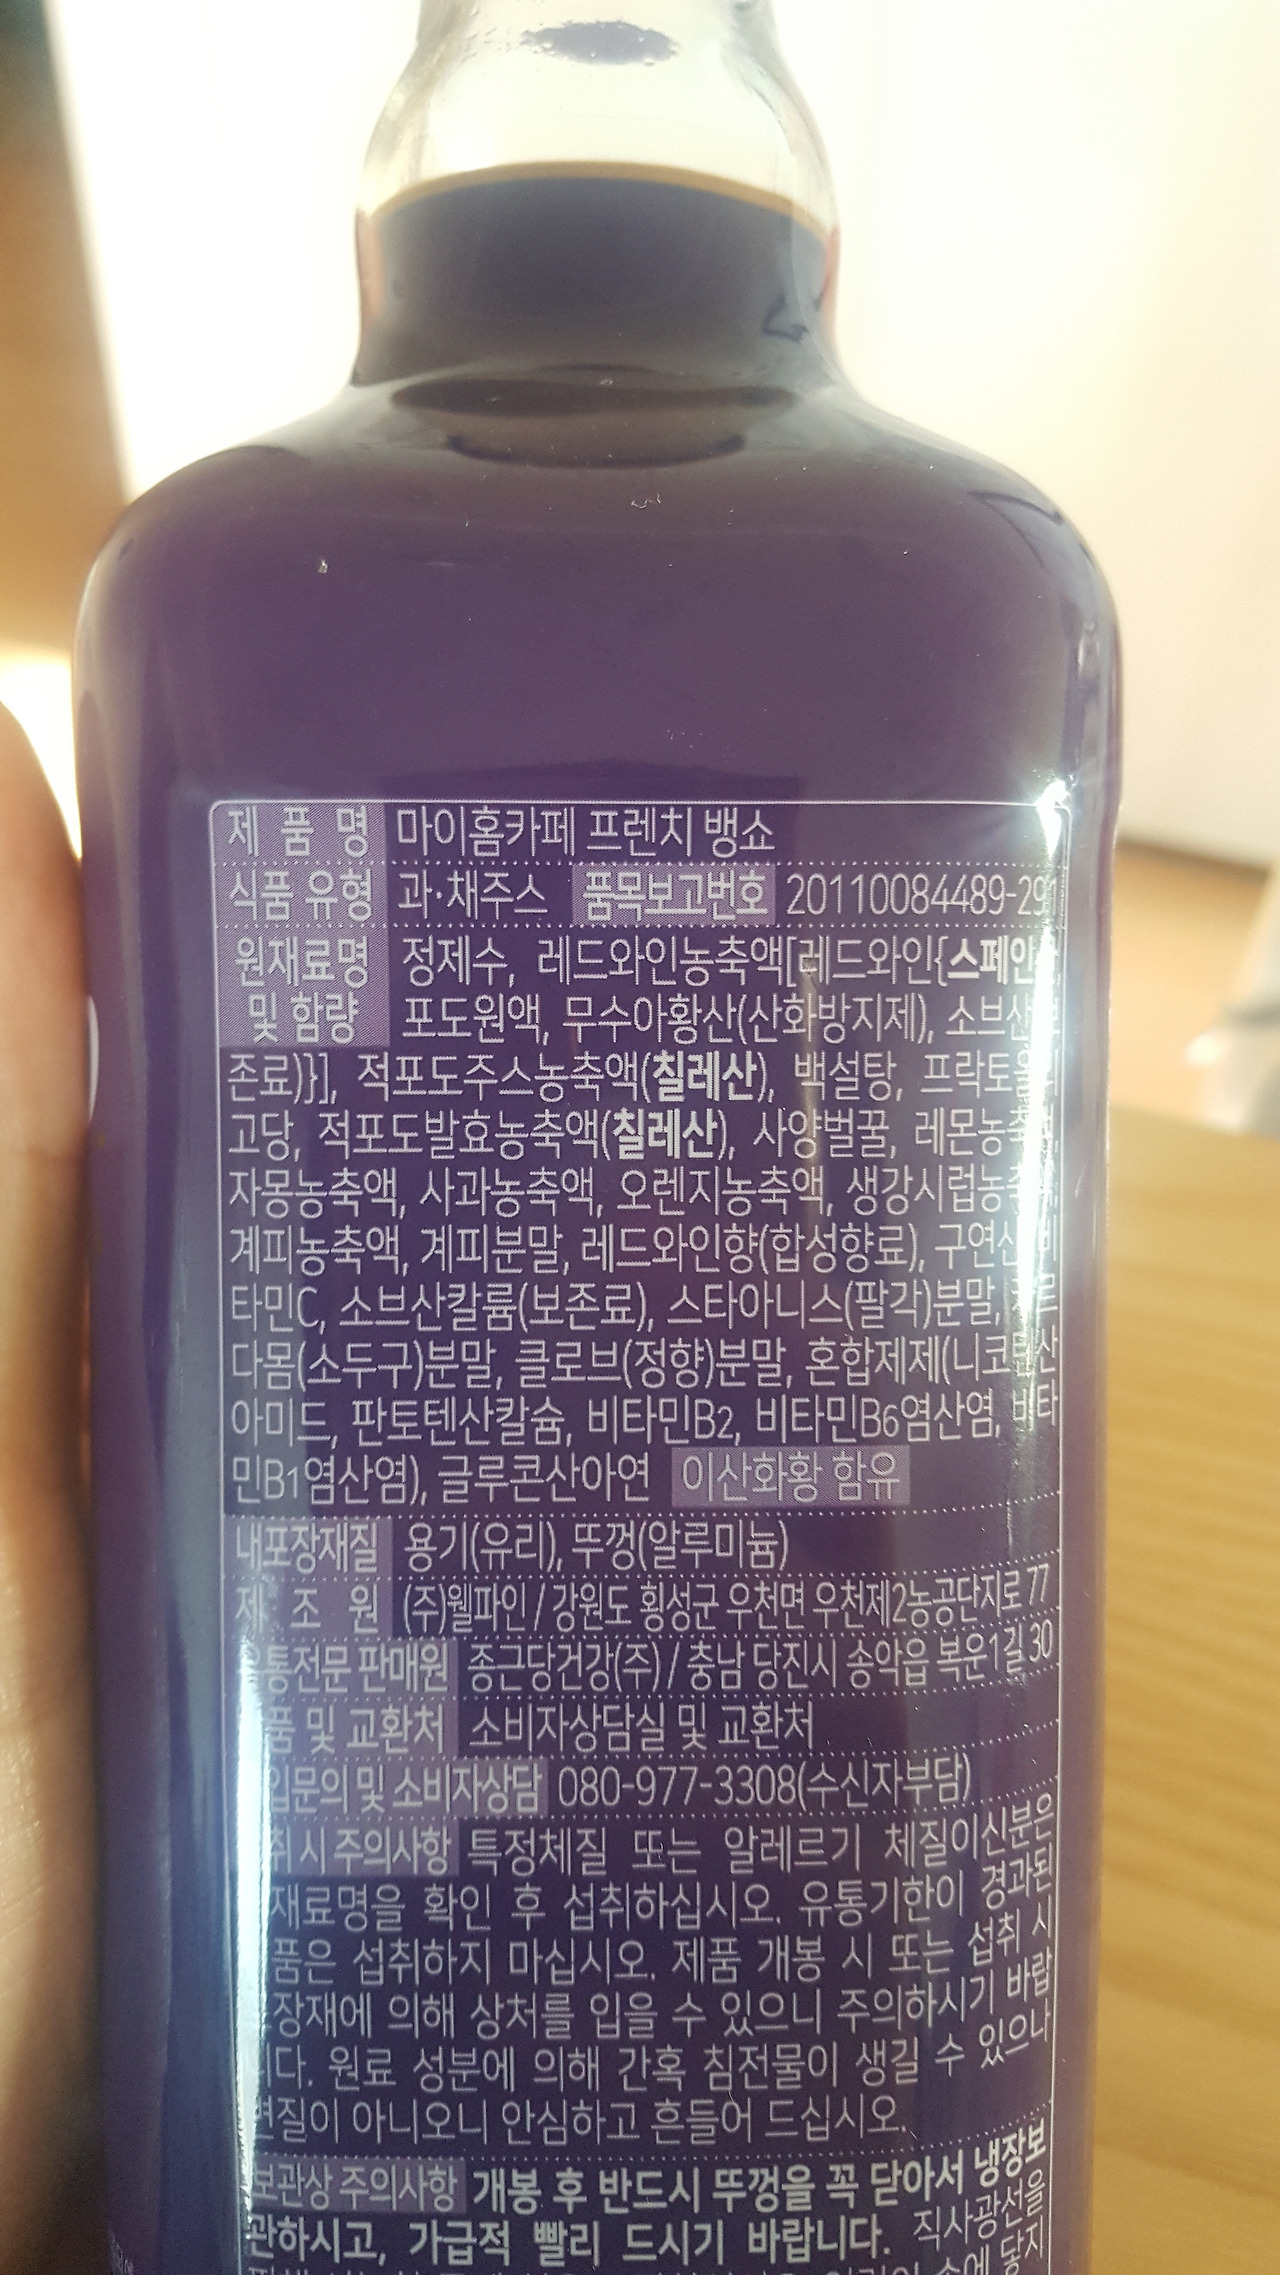 제 품 명 마이홈카페 프렌치 뱅쇼
식품 유형 과·채주스 품목보고번호 20110084489-291
원재료명 정제수, 레드와인농축액[레드와인{스페인산,
및 함량 포도원액, 무수아황산(산화방지제), 소브산(보
존료)}], 적포도주스농축액(칠레산), 백설탕, 프락토올리
고당, 적포도발효농축액(칠레산), 사양벌꿀, 레몬농축액,
자몽농축액, 사과농축액, 오렌지농축액, 생강시럽농축액,
계피농축액, 계피분말, 레드와인향(합성향료), 구연산, 비
타민C, 소브산칼륨(보존료), 스타아니스(팔각)분말, 카르
다몸(소두구)분말, 클로브(정향)분말, 혼합제제(니코틴산
아미드, 판토텐산칼슘, 비타민B2, 비타민B6염산염, 비타
민B1염산염), 글루콘산아연 이산화황 함유
내포장재질 용기(유리), 뚜껑(알루미늄)
제 조 원 (주)웰파인 / 강원도 횡성군 우천면 우천제2농공단지로 77
유통전문 판매원 종근당건강(주) / 충남 당진시 송악읍 복운1길 30
품 및 교환처 소비자상담실 및 교환처
입문의 및 소비자상담 080-977-3308(수신자부담)
취 시 주의사항 특정체질 또는 알레르기 체질이신분은
재료명을 확인 후 섭취하십시오. 유통기한이 경과된
품은 섭취하지 마십시오. 제품 개봉 시 또는 섭취 시
장재에 의해 상처를 입을 수 있으니 주의하시기 바랍
니다. 원료 성분에 의해 간혹 침전물이 생길 수 있으나
변질이 아니오니 안심하고 흔들어 드십시오.
보관상 주의사항 개봉 후 반드시 뚜껑을 꼭 닫아서 냉장보
관하시고, 가급적 빨리 드시기 바랍니다. 직사광선을
손에 닿지